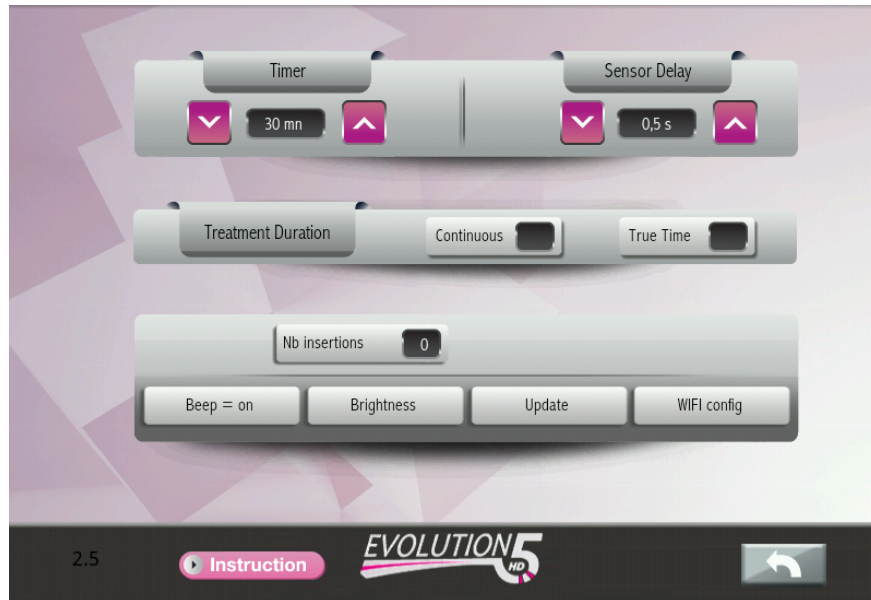 Timer
Sensor Delay
30 mn
0,5 s
Treatment Duration
Continuous
True Time
Nb insertions
0
Beep = on
Brightness
Update
WIFI config
2.5
Instruction
EVOLUTION 5
HD